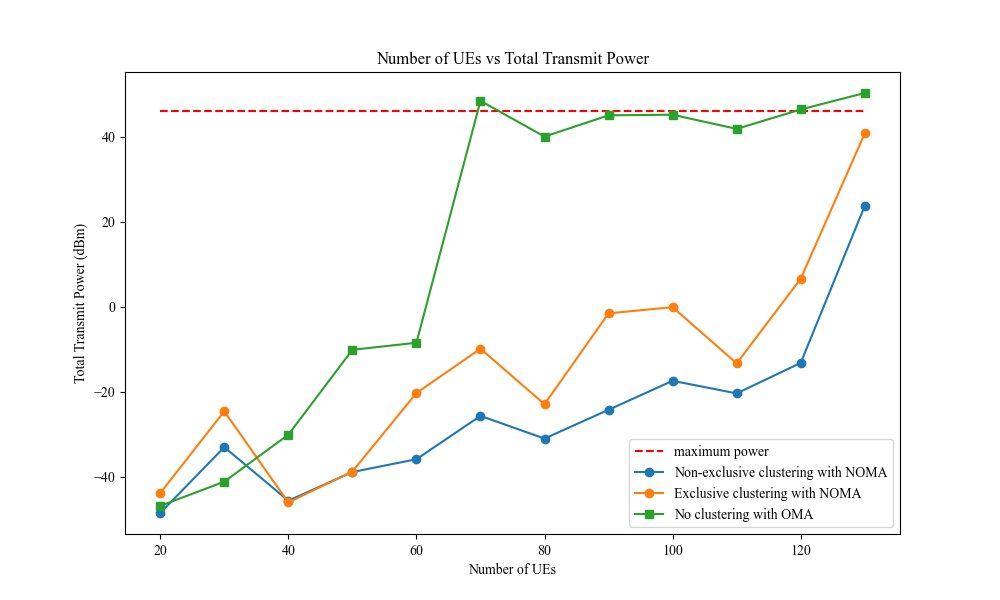 Number of UEs vs Total Transmit Power
Total Transmit Power (dBm)
40
20
0
−20
−40
20
40
60
80
100
120
Number of UEs
maximum power
Non-exclusive clustering with NOMA
Exclusive clustering with NOMA
No clustering with OMA